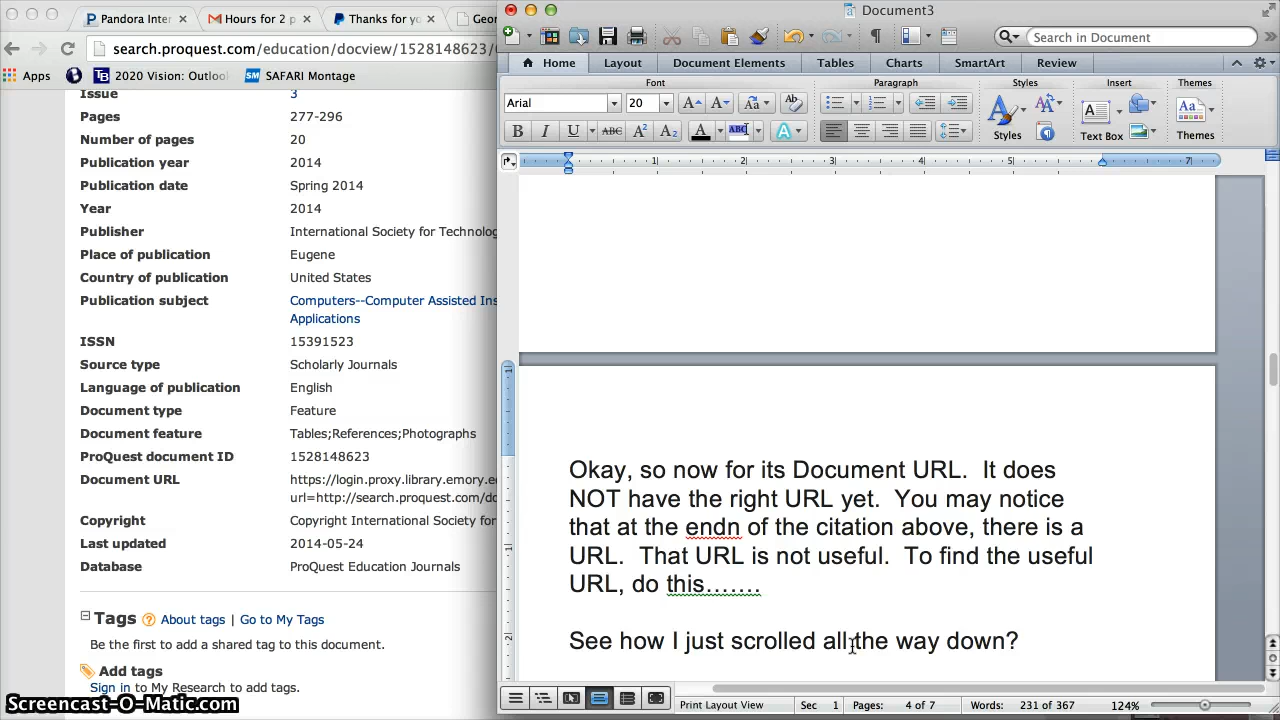 Pandora Inter
Hours for 2 p
Thanks for yo
Geor
search.proquest.com/education/docview/1528148623/
Apps
2020 Vision: Outlool
SAFARI Montage
Issue 3
Pages 277-296
Number of pages 20
Publication year 2014
Publication date Spring 2014
Year 2014
Publisher International Society for Technolog
Place of publication Eugene
Country of publication United States
Publication subject Computers--Computer Assisted Ins
Applications
ISSN 15391523
Source type Scholarly Journals
Language of publication English
Document type Feature
Document feature Tables;References;Photographs
ProQuest document ID 1528148623
Document URL https://login.proxy.library.emory.e
url=http://search.proquest.com/do
Copyright Copyright International Society for
Last updated 2014-05-24
Database ProQuest Education Journals
Tags About tags | Go to My Tags
Be the first to add a shared tag to this document.
Add tags
Sign in to My Research to add tags.
Screencast-O-Matic.com
Document3
Search in Document
Home Layout Document Elements Tables Charts SmartArt Review
Font Paragraph Styles Insert Themes
Arial 20
Styles Text Box Themes
1 2 3 4 5 7
Okay, so now for its Document URL. It does
NOT have the right URL yet. You may notice
that at the endn of the citation above, there is a
URL. That URL is not useful. To find the useful
URL, do this.......
See how I just scrolled all the way down?
Print Layout View Sec 1 Pages: 4 of 7 Words: 231 of 367 124%